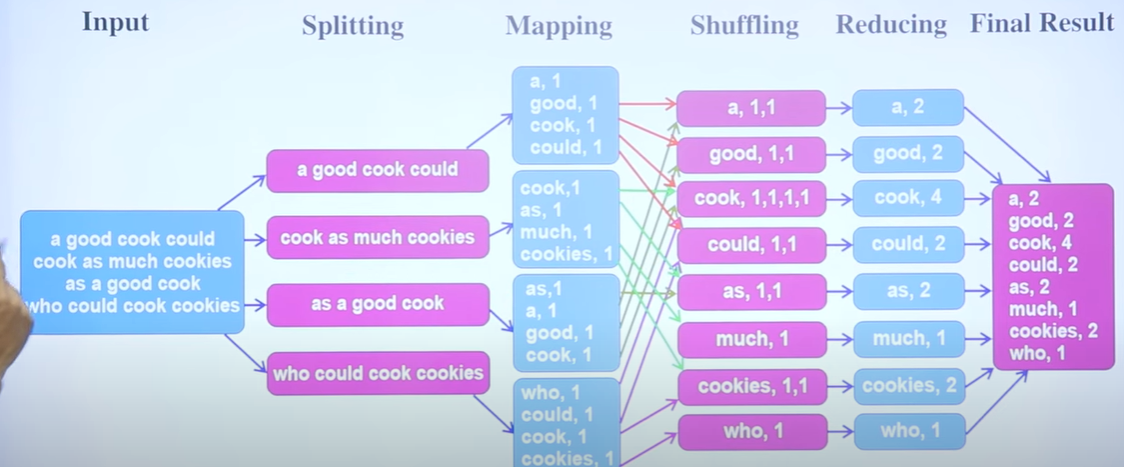 Input
Splitting
Mapping
Shuffling
Reducing
Final Result
a good cook could
cook as much cookies
as a good cook
who could cook cookies
a good cook could
cook as much cookies
as a good cook
who could cook cookies
a, 1
good, 1
cook, 1
could, 1
cook,1
as, 1
much, 1
cookies, 1
as,1
a, 1
good, 1
cook, 1
who, 1
could, 1
cook, 1
cookies, 1
a, 1,1
good, 1,1
cook, 1,1,1,1
could, 1,1
as, 1,1
much, 1
cookies, 1,1
who, 1
a, 2
good, 2
cook, 4
could, 2
as, 2
much, 1
cookies, 2
who, 1
a, 2
good, 2
cook, 4
could, 2
as, 2
much, 1
cookies, 2
who, 1